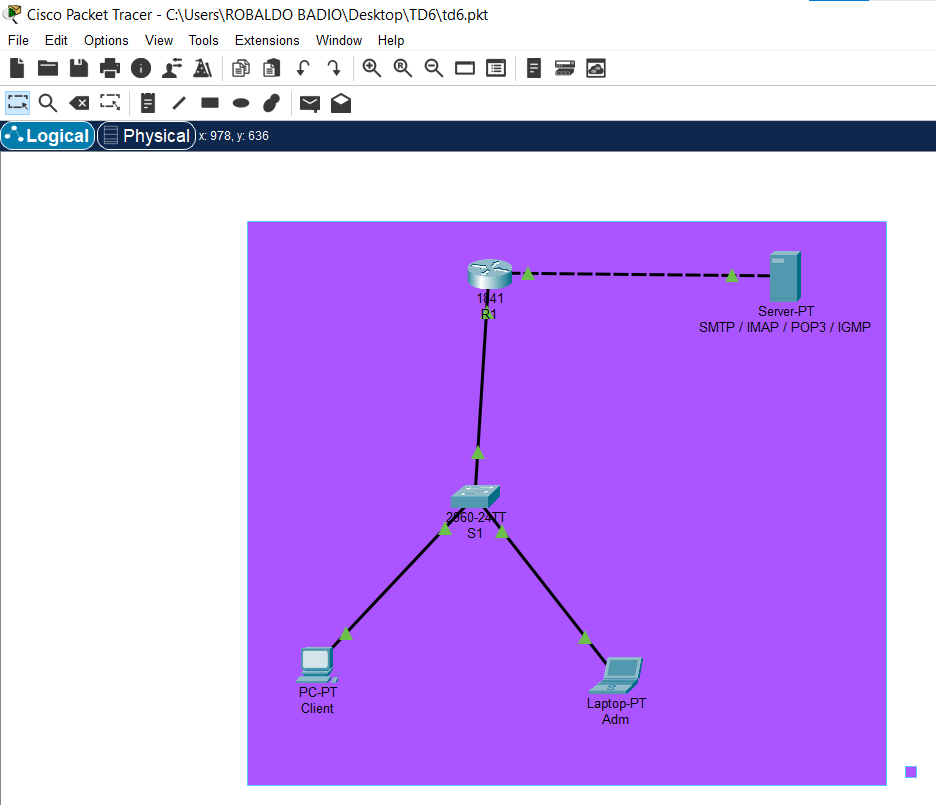 Cisco Packet Tracer - C:\Users\ROBALDO BADIO\Desktop\TD6\td6.pkt
File Edit Options View Tools Extensions Window Help
Logical Physical x: 978, y: 636
1841
R1
Server-PT
SMTP / IMAP / POP3 / IGMP
2960-24TT
S1
PC-PT
Client
Laptop-PT
Adm